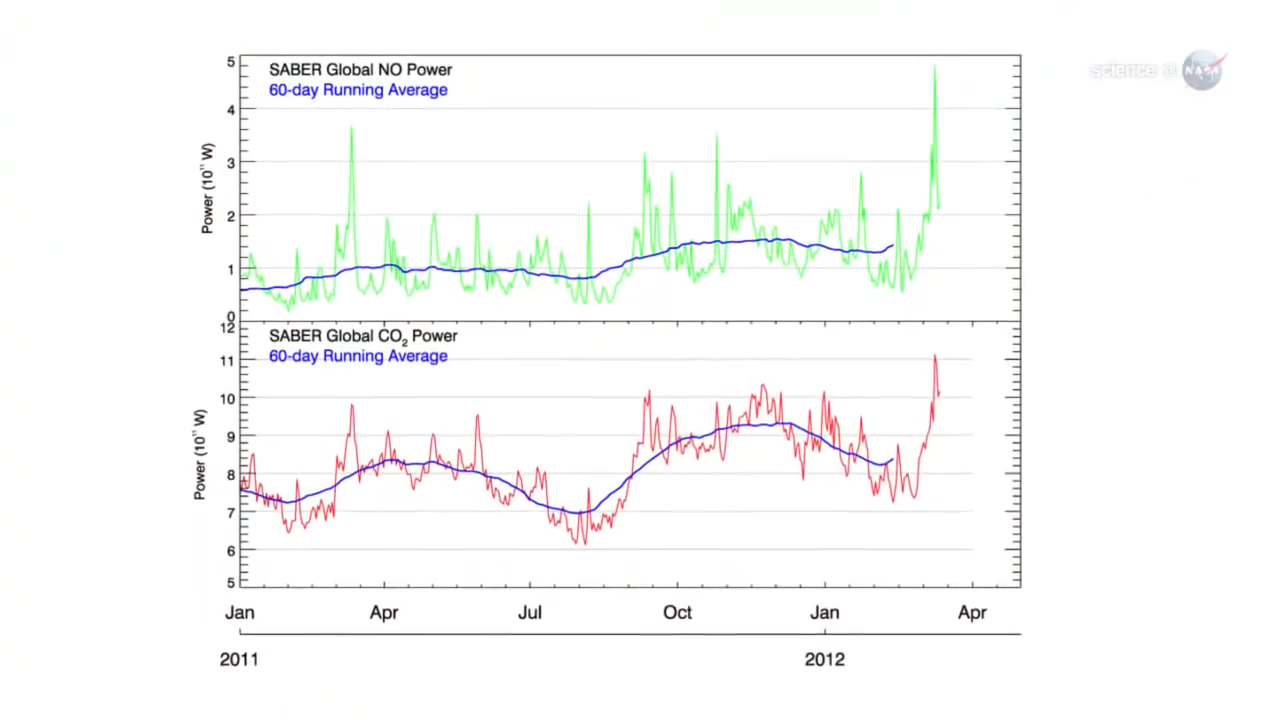 science @ NASA
SABER Global NO Power
60-day Running Average
5
4
3
2
1
0
Power (10¹¹ W)
SABER Global CO₂ Power
60-day Running Average
12
11
10
9
8
7
6
5
Power (10¹¹ W)
Jan Apr Jul Oct Jan Apr
2011 2012